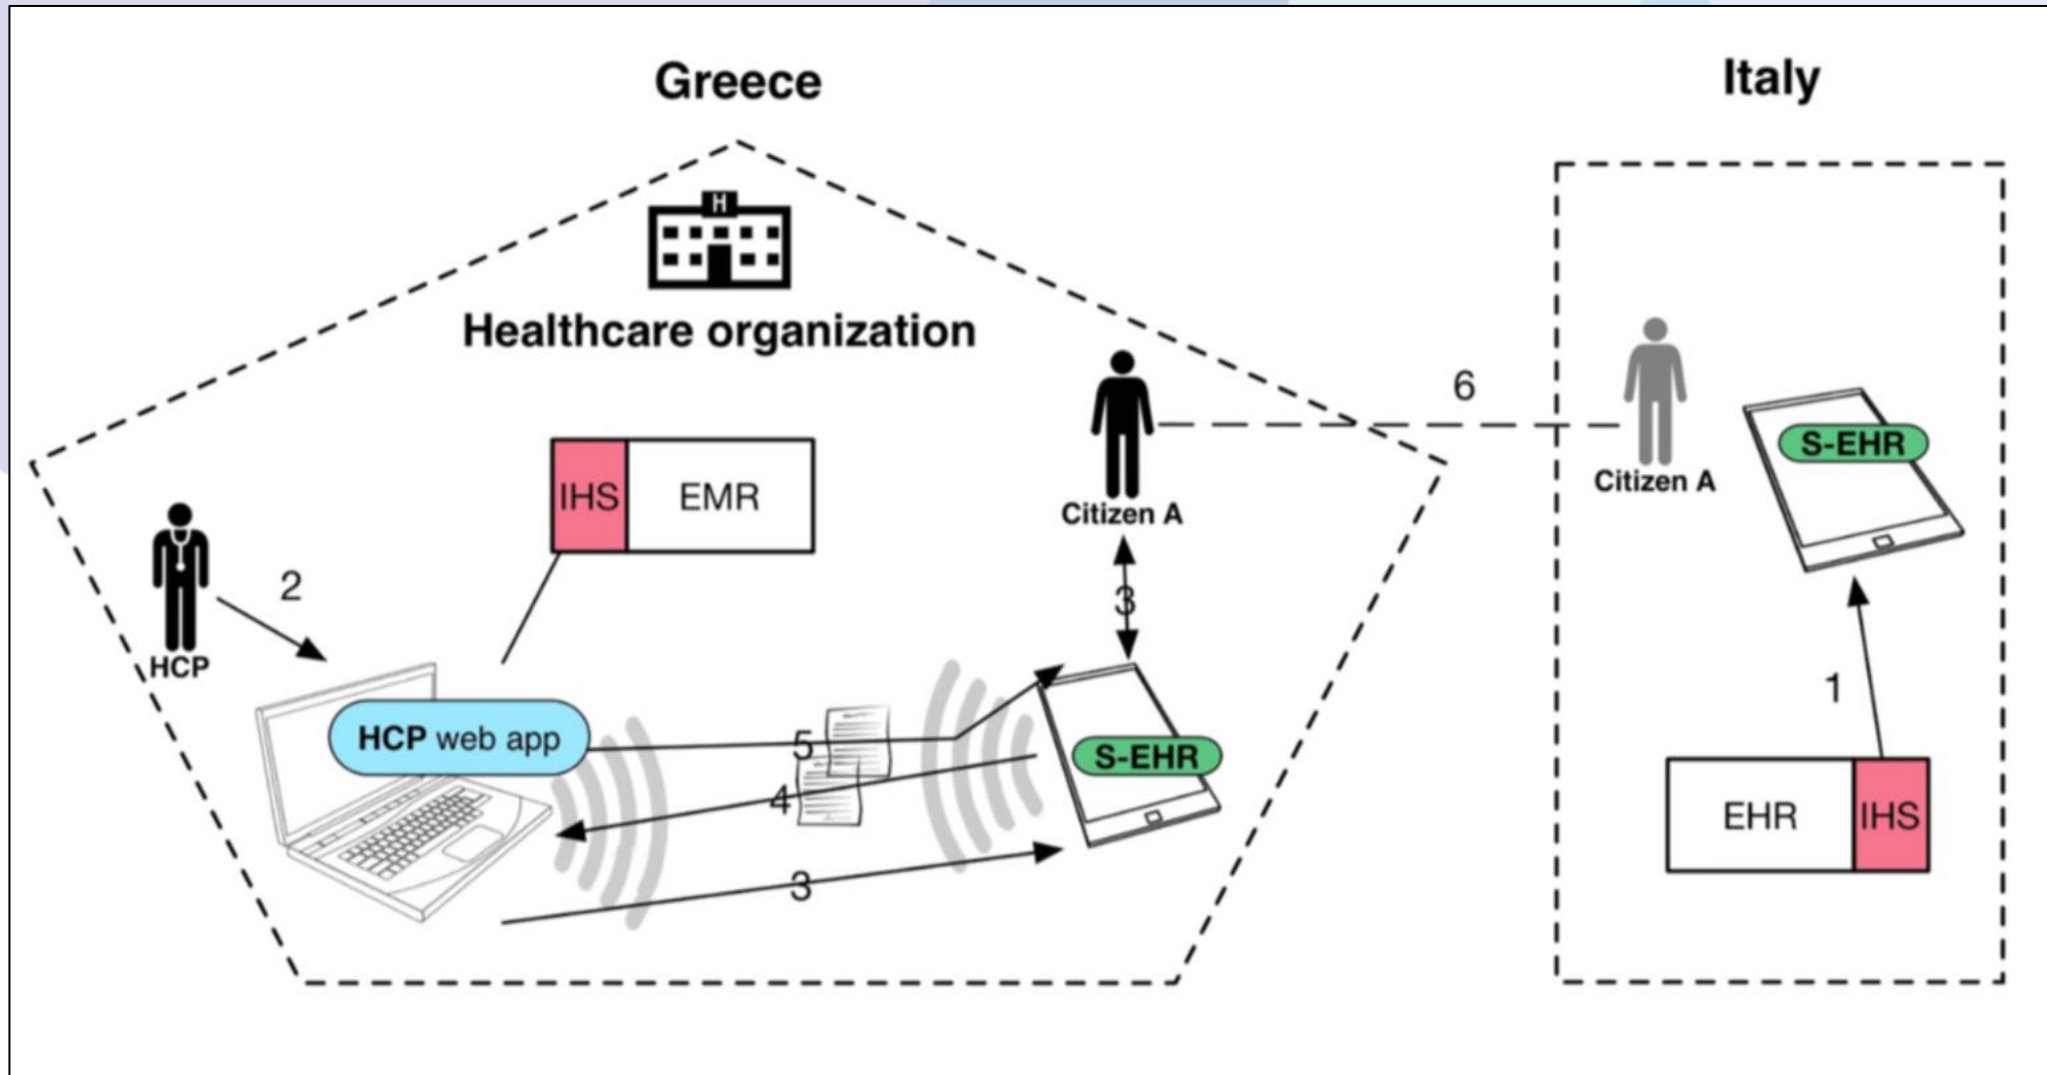 Greece
Italy
H
Healthcare organization
6
Citizen A
S-EHR
Citizen A
IHS EMR
2
3
HCP
1
HCP web app
5
S-EHR
4
EHR IHS
3